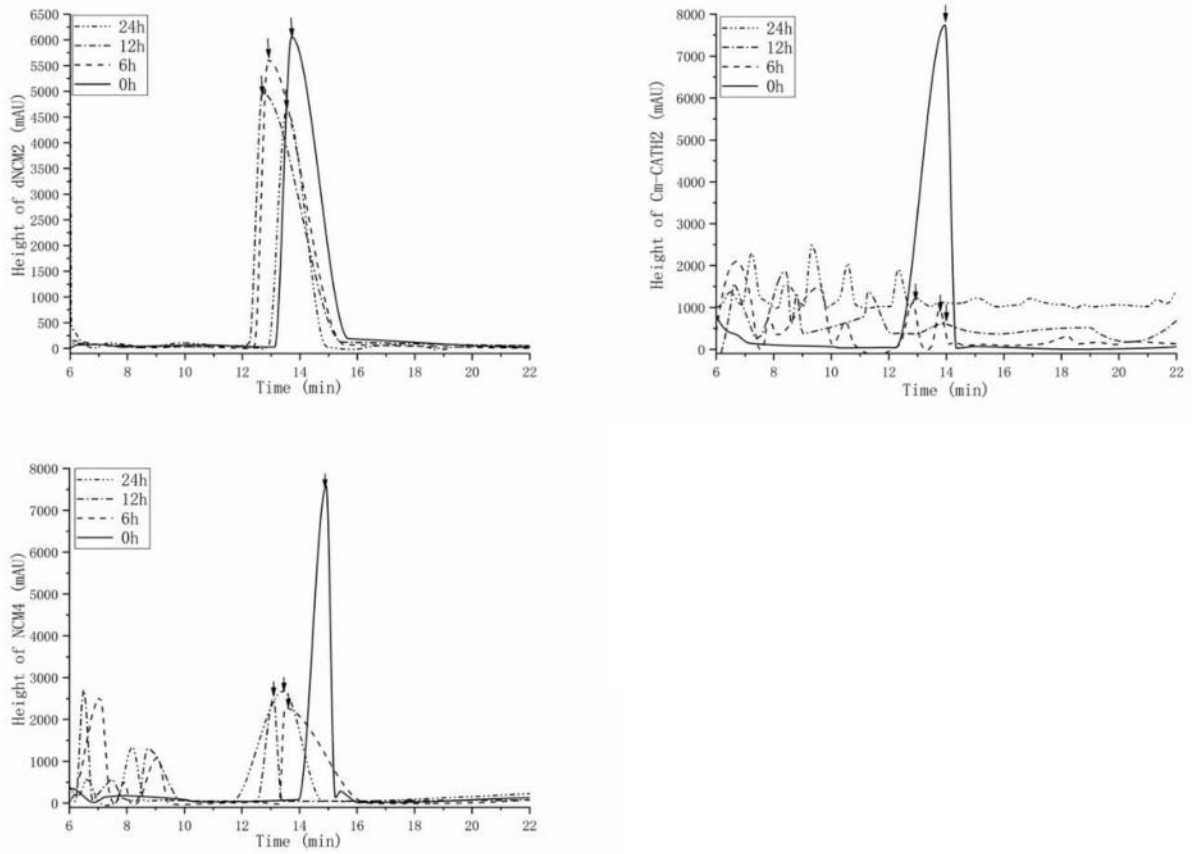 24h
12h
6h
0h
6500
6000
5500
5000
4500
4000
3500
3000
2500
2000
1500
1000
500
0
Height of dNCM2 (mAU)
6 8 10 12 14 16 18 20 22
Time (min)
24h
12h
6h
0h
8000
7000
6000
5000
4000
3000
2000
1000
0
Height of Cm-CATH2 (mAU)
6 8 10 12 14 16 18 20 22
Time (min)
24h
12h
6h
0h
8000
7000
6000
5000
4000
3000
2000
1000
0
Height of NCM4 (mAU)
6 8 10 12 14 16 18 20 22
Time (min)